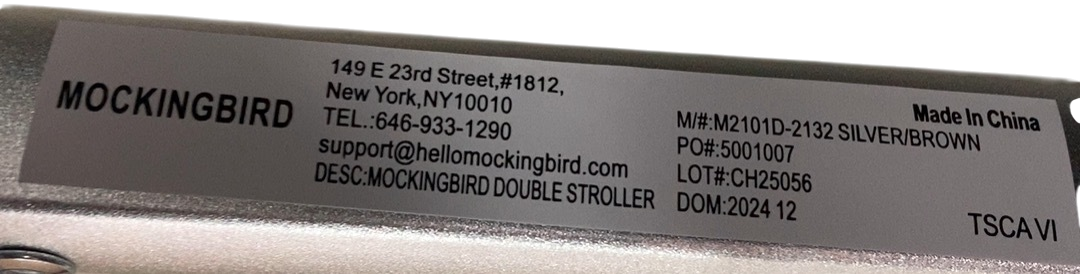 MOCKINGBIRD
149 E 23rd Street,#1812,
New York,NY10010
TEL.:646-933-1290
support@hellomockingbird.com
DESC:MOCKINGBIRD DOUBLE STROLLER
Made In China
M/#:M2101D-2132 SILVER/BROWN
PO#:5001007
LOT#:CH25056
DOM:2024 12
TSCA VI